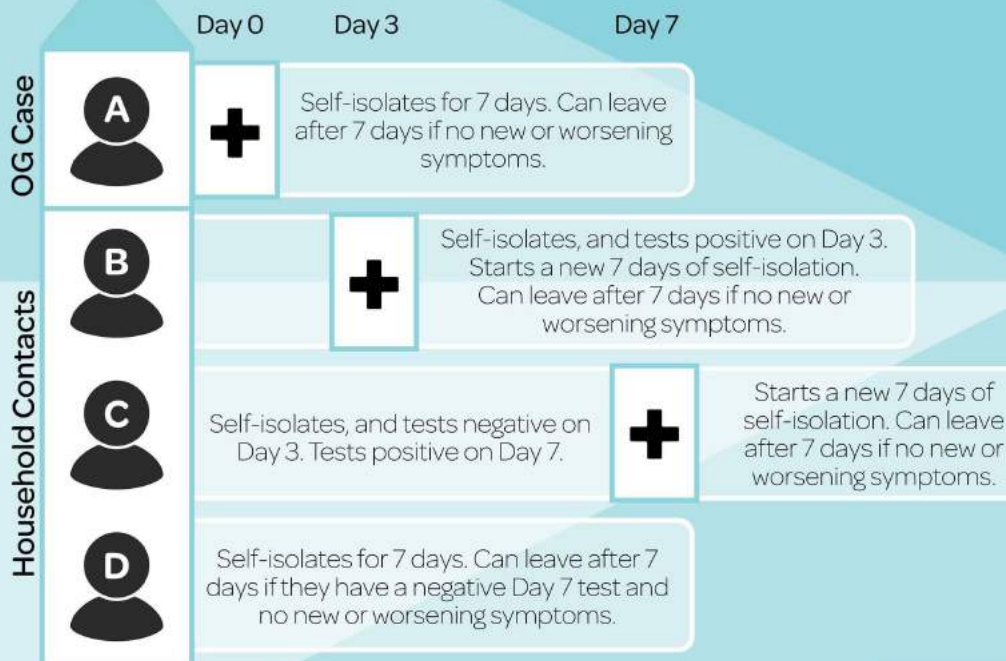 Day 0 Day 3 Day 7
OG Case
A
Self-isolates for 7 days. Can leave
after 7 days if no new or worsening
symptoms.
Household Contacts
B
Self-isolates, and tests positive on Day 3.
Starts a new 7 days of self-isolation.
Can leave after 7 days if no new or
worsening symptoms.
C
Self-isolates, and tests negative on
Day 3. Tests positive on Day 7.
Starts a new 7 days of
self-isolation. Can leave
after 7 days if no new or
worsening symptoms.
D
Self-isolates for 7 days. Can leave after 7
days if they have a negative Day 7 test and
no new or worsening symptoms.